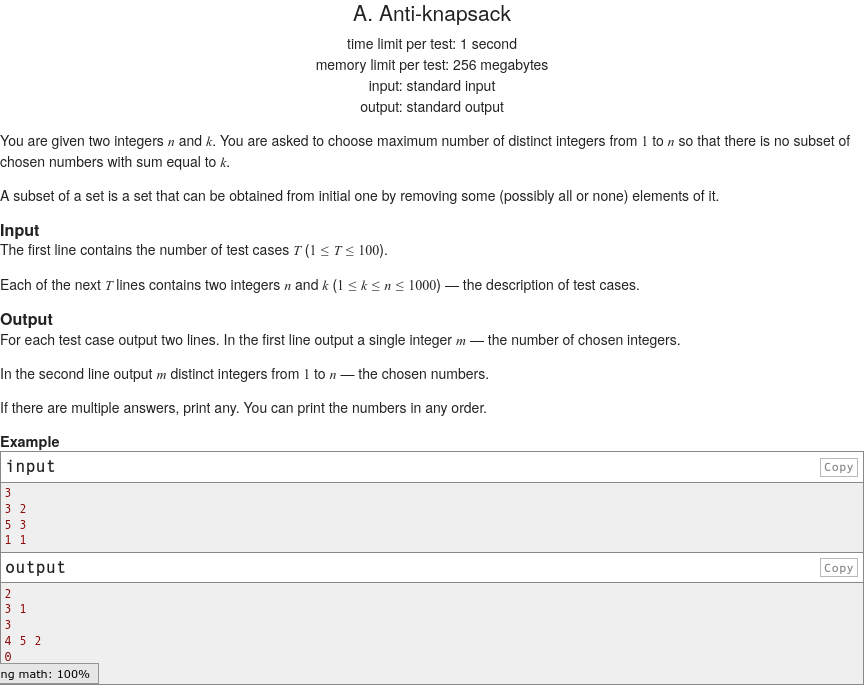 A. Anti-knapsack
time limit per test: 1 second
memory limit per test: 256 megabytes
input: standard input
output: standard output
You are given two integers n and k. You are asked to choose maximum number of distinct integers from 1 to n so that there is no subset of
chosen numbers with sum equal to k.
A subset of a set is a set that can be obtained from initial one by removing some (possibly all or none) elements of it.
Input
The first line contains the number of test cases T (1 ≤ T ≤ 100).
Each of the next T lines contains two integers n and k (1 ≤ k ≤ n ≤ 1000) — the description of test cases.
Output
For each test case output two lines. In the first line output a single integer m — the number of chosen integers.
In the second line output m distinct integers from 1 to n — the chosen numbers.
If there are multiple answers, print any. You can print the numbers in any order.
Example
input Copy
3
3 2
5 3
1 1
output Copy
2
3 1
3
4 5 2
0
ng math: 100%